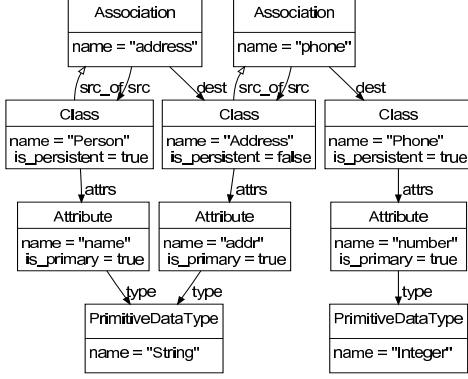 Association
name = "address"
Association
name = "phone"
src_of
src
dest
src_of
src
dest
Class
name = "Person"
is_persistent = true
Class
name = "Address"
is_persistent = false
Class
name = "Phone"
is_persistent = true
attrs
attrs
attrs
Attribute
name = "name"
is_primary = true
Attribute
name = "addr"
is_primary = true
Attribute
name = "number"
is_primary = true
type
type
type
PrimitiveDataType
name = "String"
PrimitiveDataType
name = "Integer"